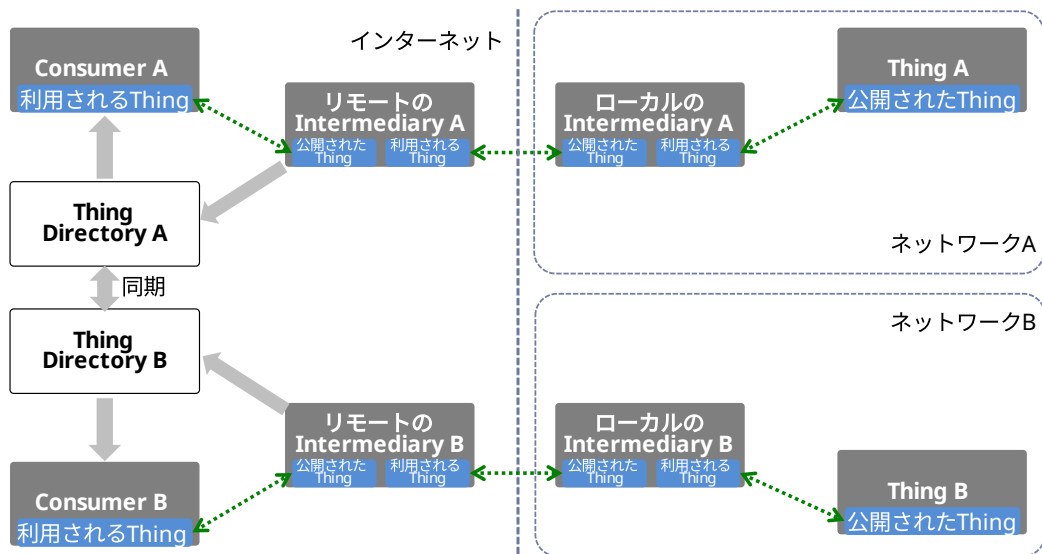 インターネット
Consumer A
利用されるThing
リモートの
Intermediary A
公開された
Thing
利用される
Thing
ローカルの
Intermediary A
公開された
Thing
利用される
Thing
Thing A
公開されたThing
Thing
Directory A
ネットワークA
同期
Thing
Directory B
ネットワークB
リモートの
Intermediary B
公開された
Thing
利用される
Thing
ローカルの
Intermediary B
公開された
Thing
利用される
Thing
Consumer B
利用されるThing
Thing B
公開されたThing